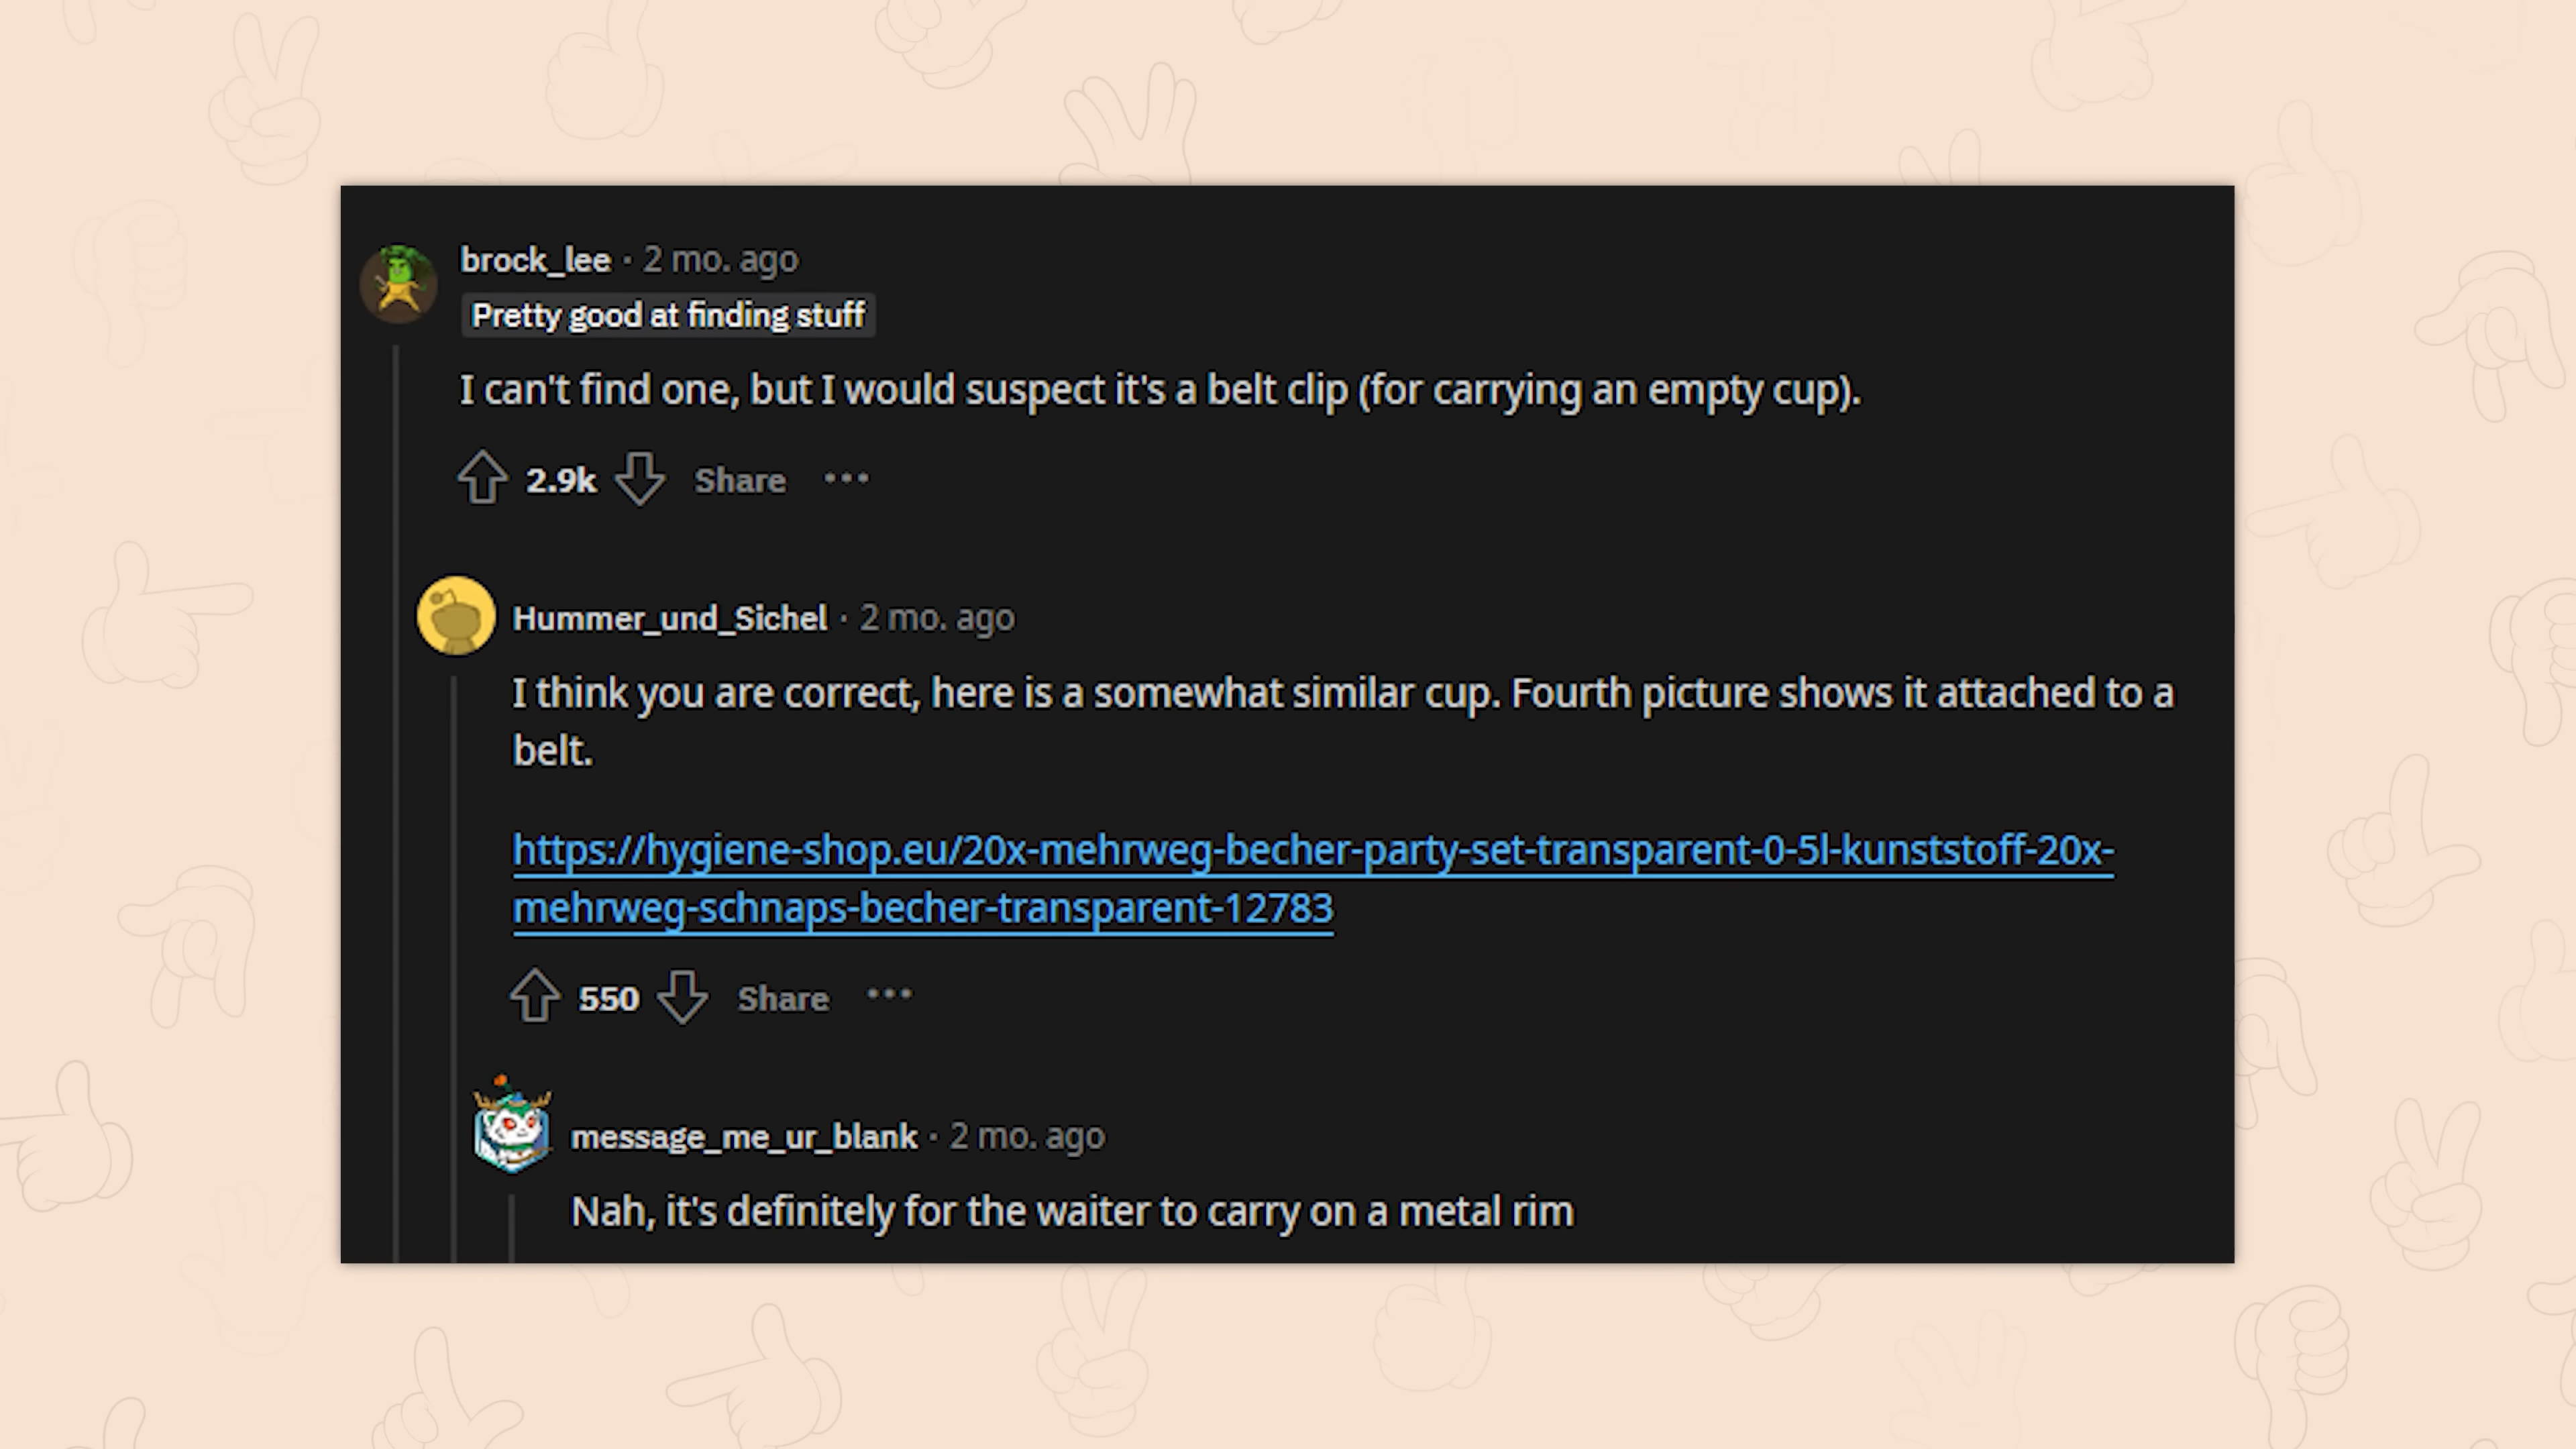 brock_lee · 2 mo. ago
Pretty good at finding stuff
I can't find one, but I would suspect it's a belt clip (for carrying an empty cup).
2.9k Share ···
Hummer_und_Sichel · 2 mo. ago
I think you are correct, here is a somewhat similar cup. Fourth picture shows it attached to a
belt.
https://hygiene-shop.eu/20x-mehrweg-becher-party-set-transparent-0-5l-kunststoff-20x-
mehrweg-schnaps-becher-transparent-12783
550 Share ···
message_me_ur_blank · 2 mo. ago
Nah, it's definitely for the waiter to carry on a metal rim